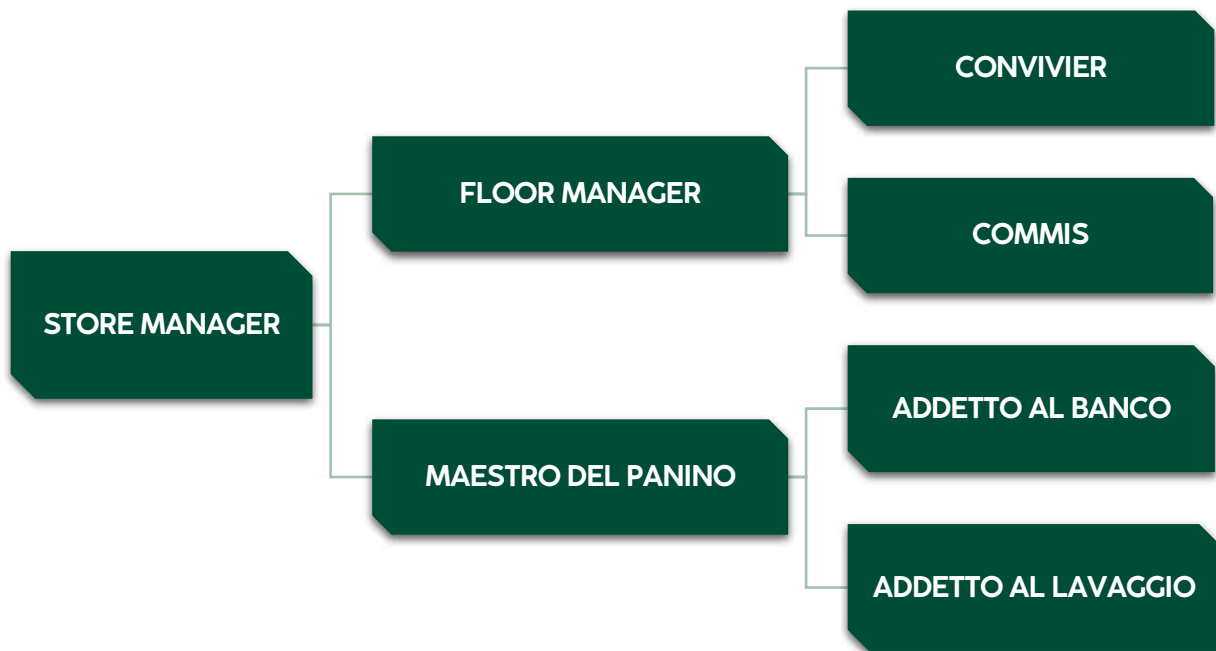 STORE MANAGER
FLOOR MANAGER
MAESTRO DEL PANINO
CONVIVIER
COMMIS
ADDETTO AL BANCO
ADDETTO AL LAVAGGIO